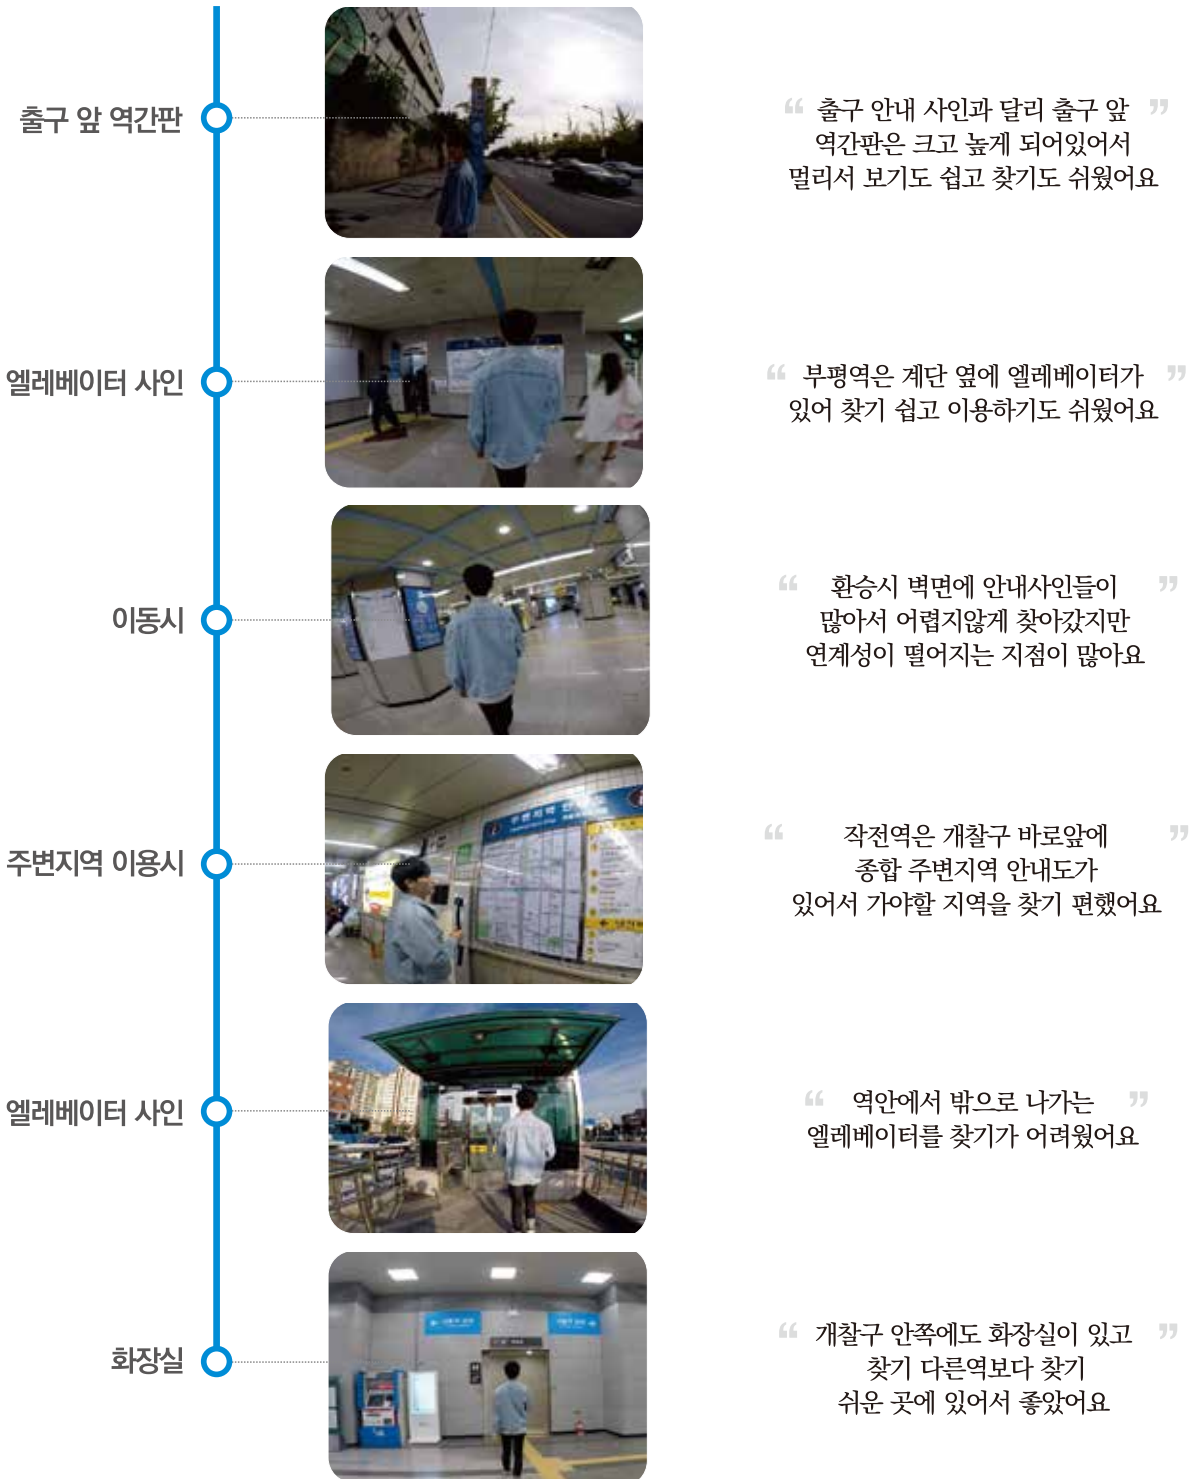 출구 앞 역간판
“ 출구 안내 사인과 달리 출구 앞 ”
역간판은 크고 높게 되어있어서
멀리서 보기도 쉽고 찾기도 쉬웠어요
엘레베이터 사인
“ 부평역은 계단 옆에 엘레베이터가 ”
있어 찾기 쉽고 이용하기도 쉬웠어요
이동시
“ 환승시 벽면에 안내사인들이 ”
많아서 어렵지않게 찾아갔지만
연계성이 떨어지는 지점이 많아요
주변지역 이용시
“ 작전역은 개찰구 바로앞에 ”
종합 주변지역 안내도가
있어서 가야할 지역을 찾기 편했어요
엘레베이터 사인
“ 역안에서 밖으로 나가는 ”
엘레베이터를 찾기가 어려웠어요
화장실
“ 개찰구 안쪽에도 화장실이 있고 ”
찾기 다른역보다 찾기
쉬운 곳에 있어서 좋았어요